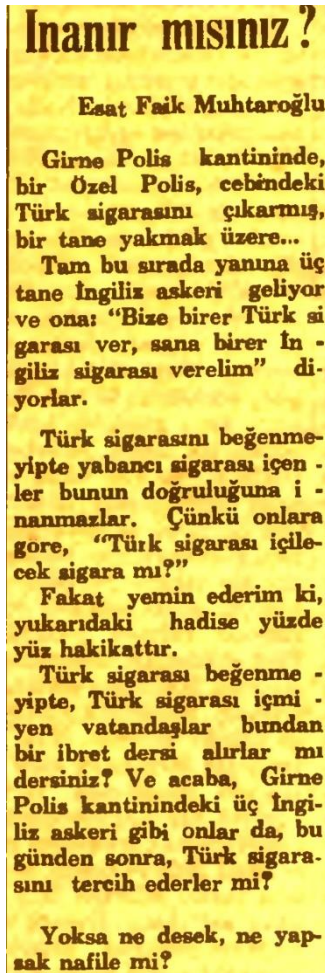 İnanır mısınız?
Esat Faik Muhtaroğlu
Girne Polis kantininde,
bir Özel Polis, cebindeki
Türk sigarasını çıkarmış,
bir tane yakmak üzere...
Tam bu sırada yanına üç
tane İngiliz askeri geliyor
ve ona: “Bize birer Türk si
garası ver, sana birer İn -
giliz sigarası verelim” di-
yorlar.
Türk sigarasını beğenme-
yipte yabancı sigarası içen -
ler bunun doğruluğuna i -
nanmazlar. Çünkü onlara
gore, “Türk sigarası içile-
cek sigara mı?”
Fakat yemin ederim ki,
yukarıdaki hadise yüzde
yüz hakikattır.
Türk sigarası beğenme -
yipte, Türk sigarası içmi -
yen vatandaşlar bundan
bir ibret dersi alırlar mı
dersiniz? Ve acaba, Girne
Polis kantinindeki üç İngi-
liz askeri gibi onlar da, bu
günden sonra, Türk sigara-
sını tercih ederler mi?
Yoksa ne desek, ne yap-
sak nafile mi?